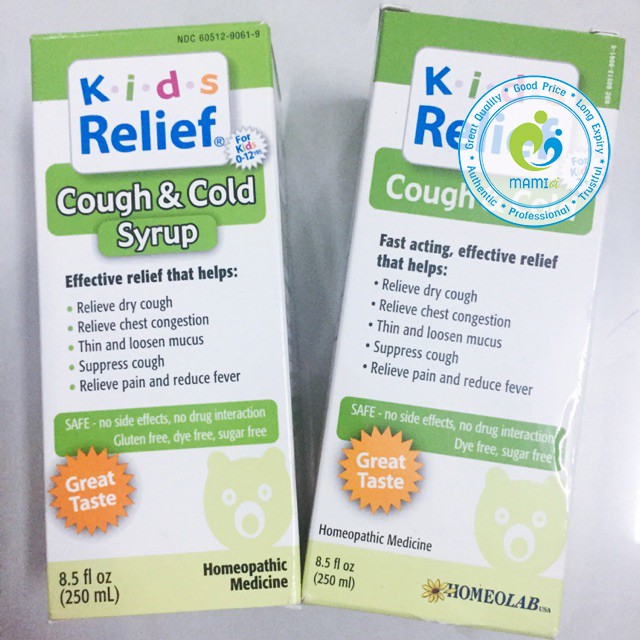 NDC 60512-9061-9
K·i·d·s
Relief®
For
Kids
0-12 yrs
Cough & Cold
Syrup
Effective relief that helps:
• Relieve dry cough
• Relieve chest congestion
• Thin and loosen mucus
• Suppress cough
• Relieve pain and reduce fever
SAFE - no side effects, no drug interaction
Gluten free, dye free, sugar free
Great
Taste
8.5 fl oz
(250 mL)
Homeopathic
Medicine
Great Quality • Good Price • Long Expiry
Authentic • Professional • Trustful
MAMI
Relief
For
Cough
Fast acting, effective relief
that helps:
• Relieve dry cough
• Relieve chest congestion
• Thin and loosen mucus
• Suppress cough
• Relieve pain and reduce fever
SAFE - no side effects, no drug interaction
Dye free, sugar free
Great
Taste
Homeopathic Medicine
8.5 fl oz
(250 ml)
HOMEOLAB USA